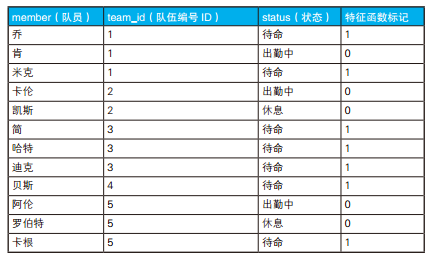 member（队员） team_id（队伍编号 ID） status（状态） 特征函数标记
乔 1 待命 1
肯 1 出勤中 0
米克 1 待命 1
卡伦 2 出勤中 0
凯斯 2 休息 0
简 3 待命 1
哈特 3 待命 1
迪克 3 待命 1
贝斯 4 待命 1
阿伦 5 出勤中 0
罗伯特 5 休息 0
卡根 5 待命 1